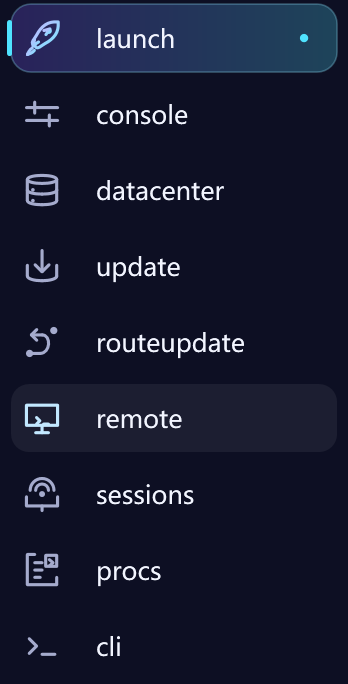 launch
console
datacenter
update
routeupdate
remote
sessions
procs
cli